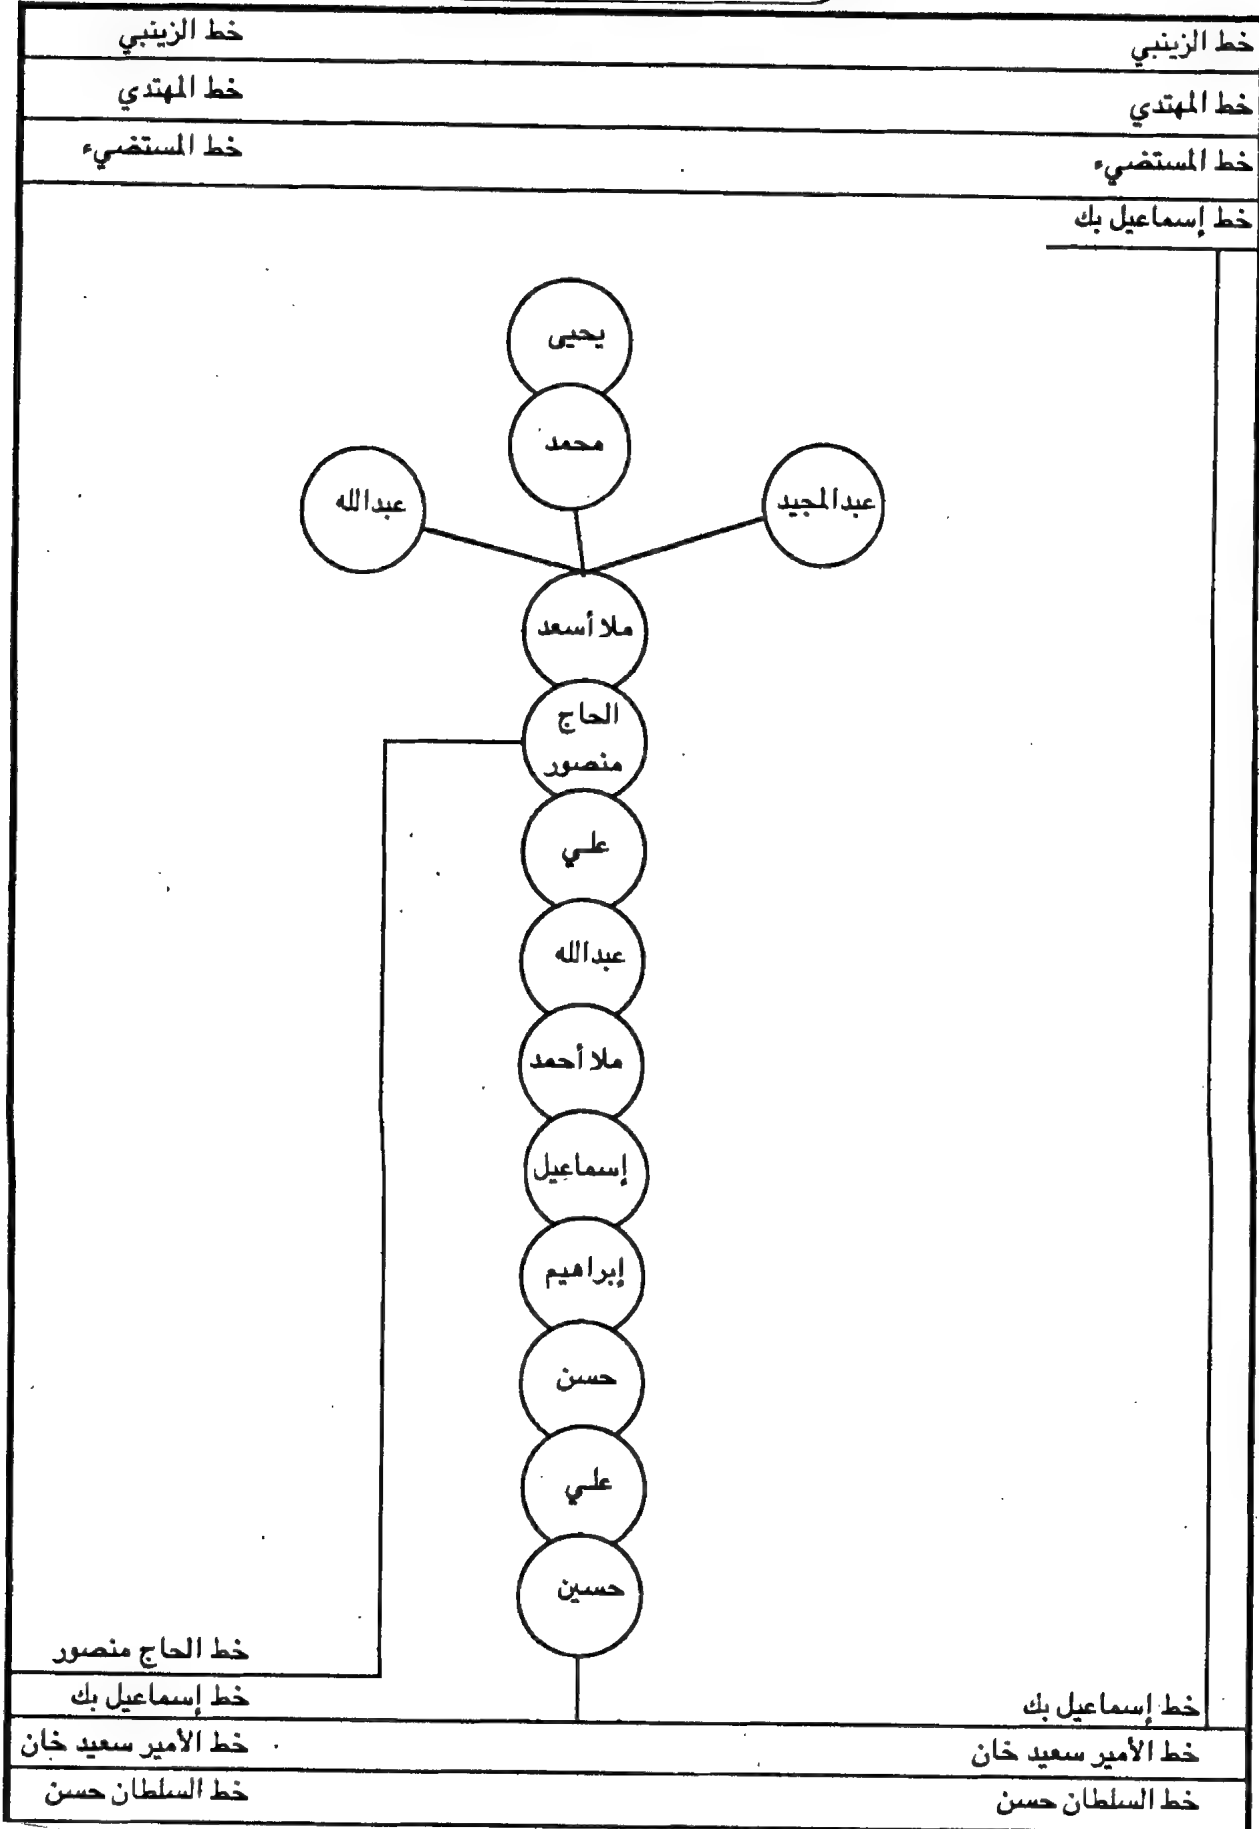 خط الزينبي
خط الزينبي
خط المهتدي
خط المهتدي
خط المستضيء
خط المستضيء
خط إسماعيل بك
يحيى
محمد
عبدالمجيد
عبدالله
ملا أسعد
الحاج
منصور
علي
عبدالله
ملا أحمد
إسماعيل
إبراهيم
حسن
علي
حسين
خط الحاج منصور
خط إسماعيل بك
خط إسماعيل بك
خط الأمير سعيد خان
خط الأمير سعيد خان
خط السلطان حسن
خط السلطان حسن